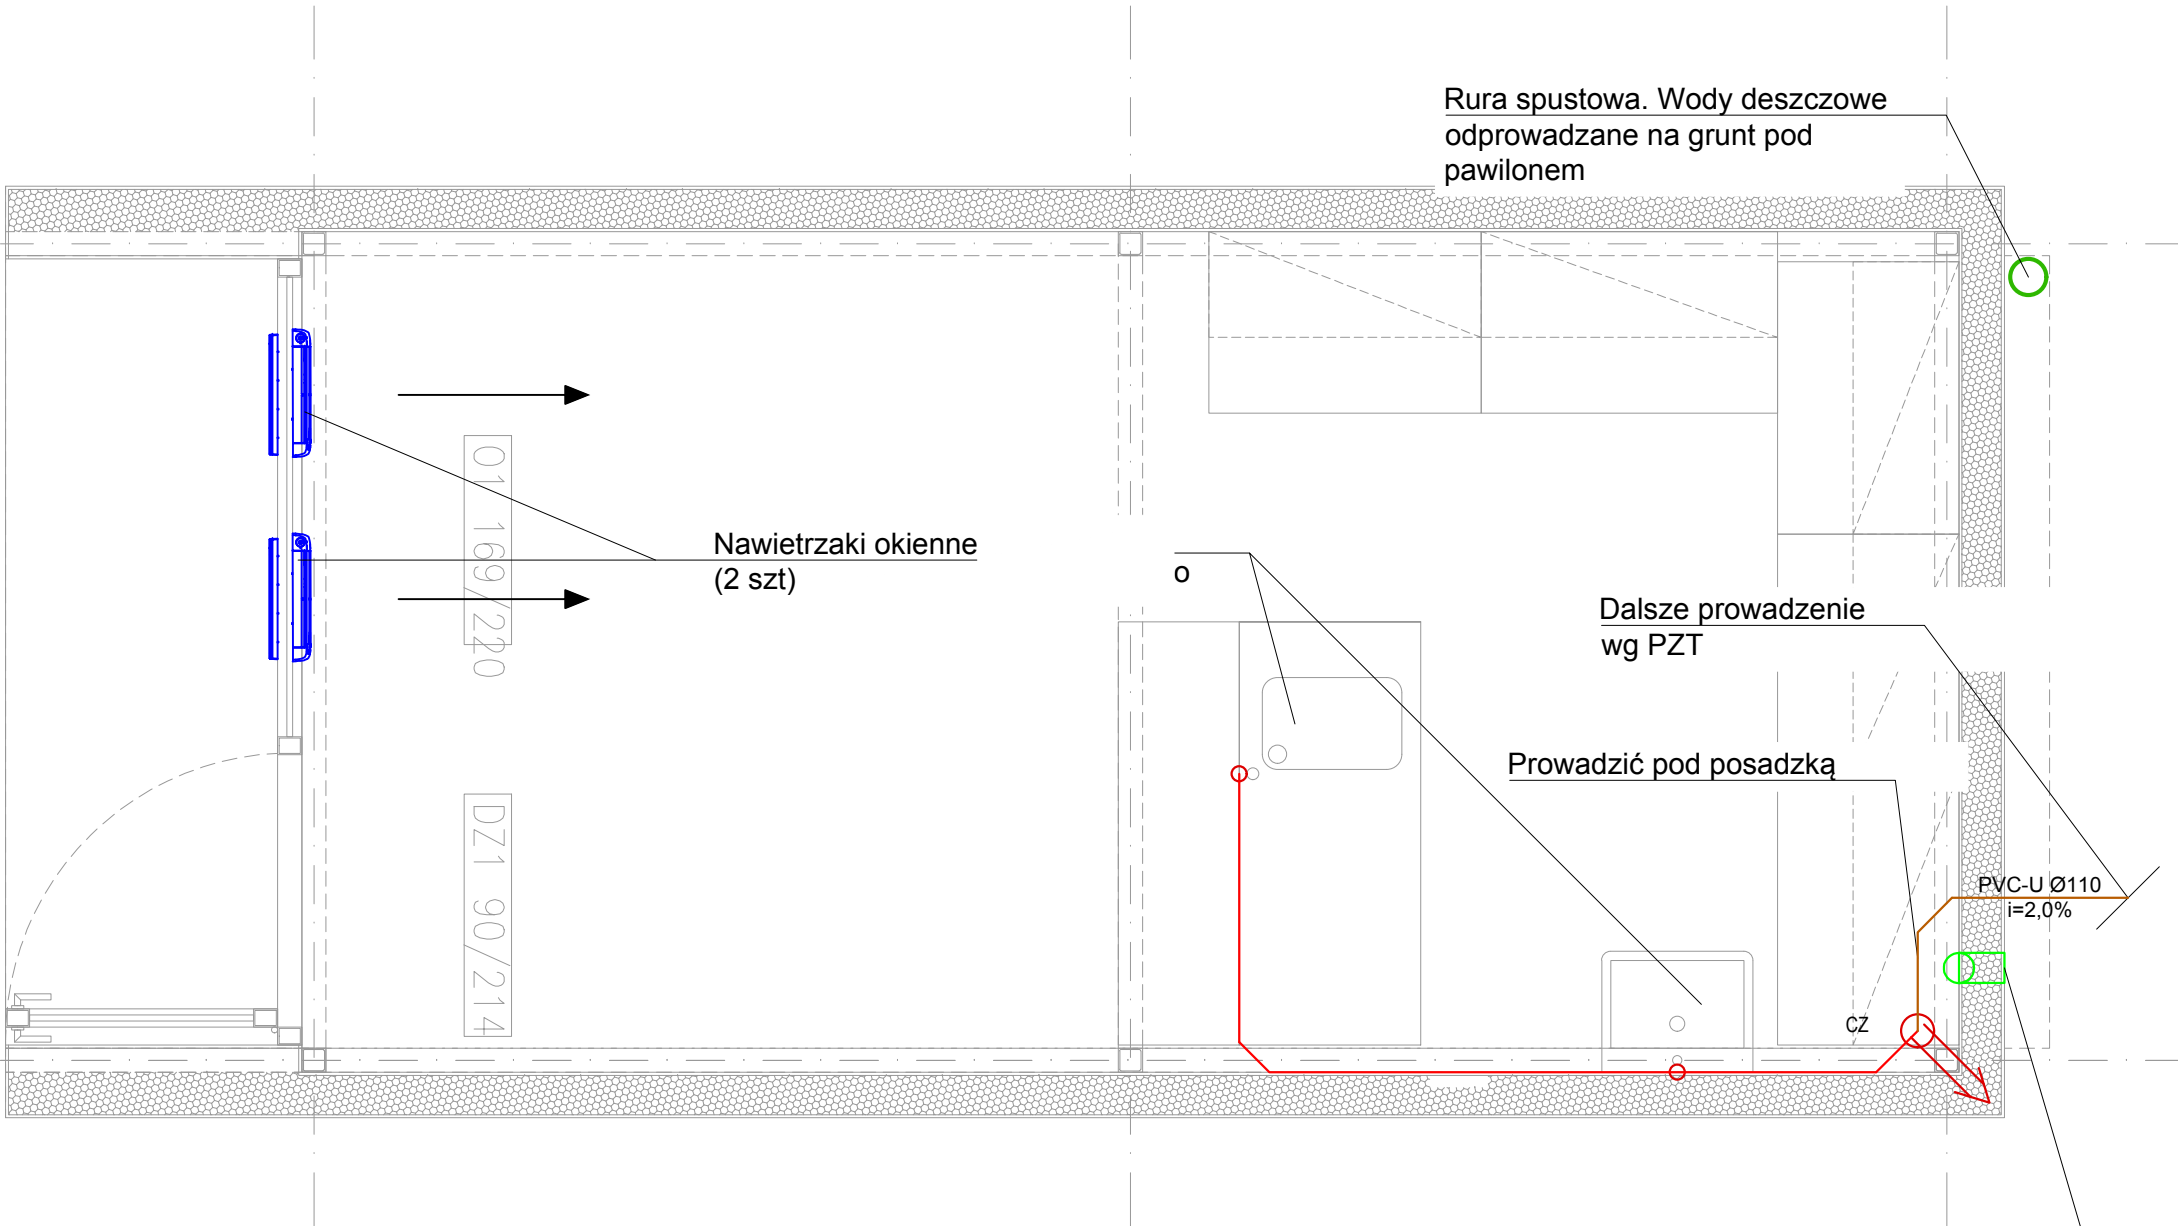 Rura spustowa. Wody deszczowe
odprowadzane na grunt pod
pawilonem
O1 169/220
Nawietrzaki okienne
(2 szt)
o
Dalsze prowadzenie
wg PZT
Prowadzić pod posadzką
DZ1 90/214
PVC-U Ø110
i=2,0%
CZ